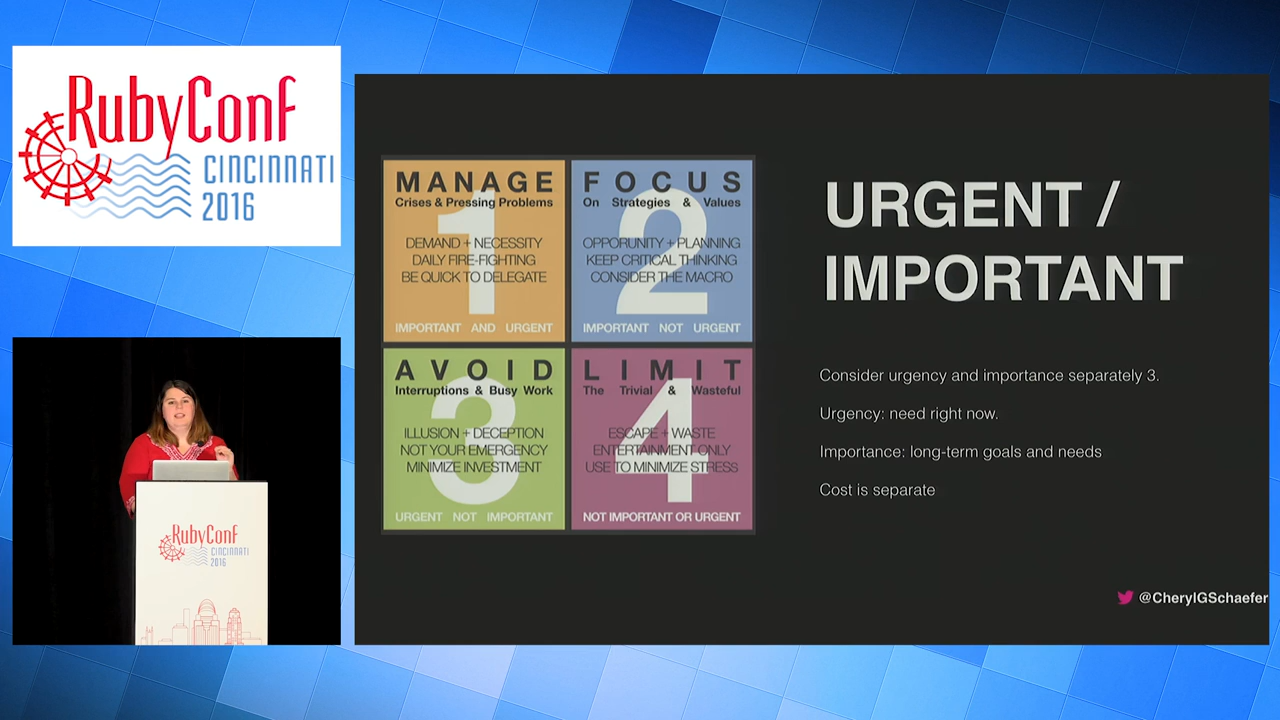 RubyConf
CINCINNATI
2016
MANAGE
Crises & Pressing Problems
1
DEMAND + NECESSITY
DAILY FIRE-FIGHTING
BE QUICK TO DELEGATE
IMPORTANT AND URGENT
FOCUS
On Strategies & Values
2
OPPORUNITY + PLANNING
KEEP CRITICAL THINKING
CONSIDER THE MACRO
IMPORTANT NOT URGENT
AVOID
Interruptions & Busy Work
3
ILLUSION + DECEPTION
NOT YOUR EMERGENCY
MINIMIZE INVESTMENT
URGENT NOT IMPORTANT
LIMIT
The Trivial & Wasteful
4
ESCAPE + WASTE
ENTERTAINMENT ONLY
USE TO MINIMIZE STRESS
NOT IMPORTANT OR URGENT
URGENT /
IMPORTANT
Consider urgency and importance separately 3.
Urgency: need right now.
Importance: long-term goals and needs
Cost is separate
@CherylGSchaefer
RubyConf
CINCINNATI
2016